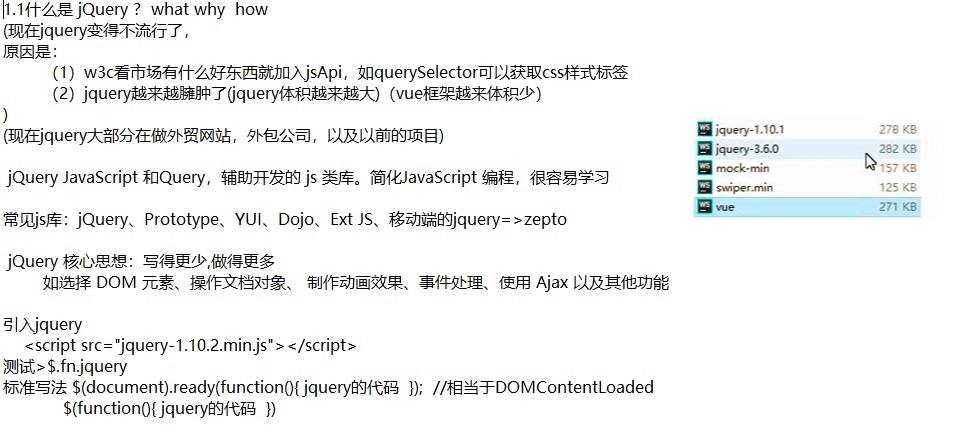 1.1什么是 jQuery ？ what why how
(现在jquery变得不流行了，
原因是：
（1）w3c看市场有什么好东西就加入jsApi，如querySelector可以获取css样式标签
（2）jquery越来越臃肿了(jquery体积越来越大)（vue框架越来体积少）
)
(现在jquery大部分在做外贸网站，外包公司，以及以前的项目)
jQuery JavaScript 和Query，辅助开发的 js 类库。简化JavaScript 编程，很容易学习
常见js库：jQuery、Prototype、YUI、Dojo、Ext JS、移动端的jquery=>zepto
jQuery 核心思想：写得更少,做得更多
如选择 DOM 元素、操作文档对象、 制作动画效果、事件处理、使用 Ajax 以及其他功能
引入jquery
<script src="jquery-1.10.2.min.js"></script>
测试>$.fn.jquery
标准写法 $(document).ready(function(){ jquery的代码 }); //相当于DOMContentLoaded
$(function(){ jquery的代码 })
jquery-1.10.1 278 KB
jquery-3.6.0 282 KB
mock-min 157 KB
swiper.min 125 KB
vue 271 KB